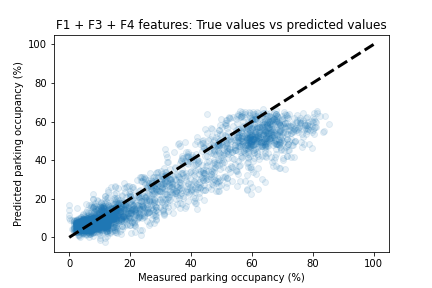 F1 + F3 + F4 features: True values vs predicted values
Predicted parking occupancy (%)
100
80
60
40
20
0
0 20 40 60 80 100
Measured parking occupancy (%)